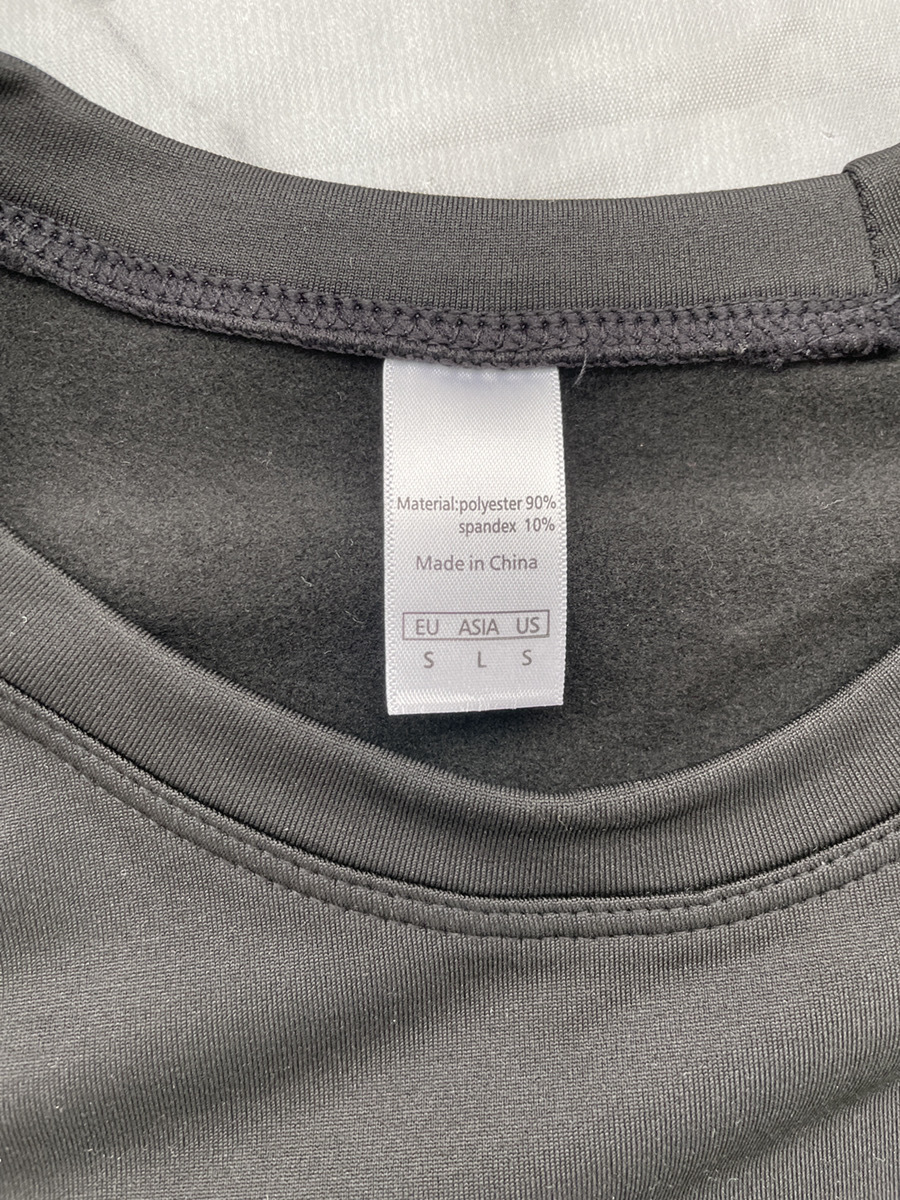 Material:polyester 90%
spandex 10%
Made in China
EU ASIA US
S L S